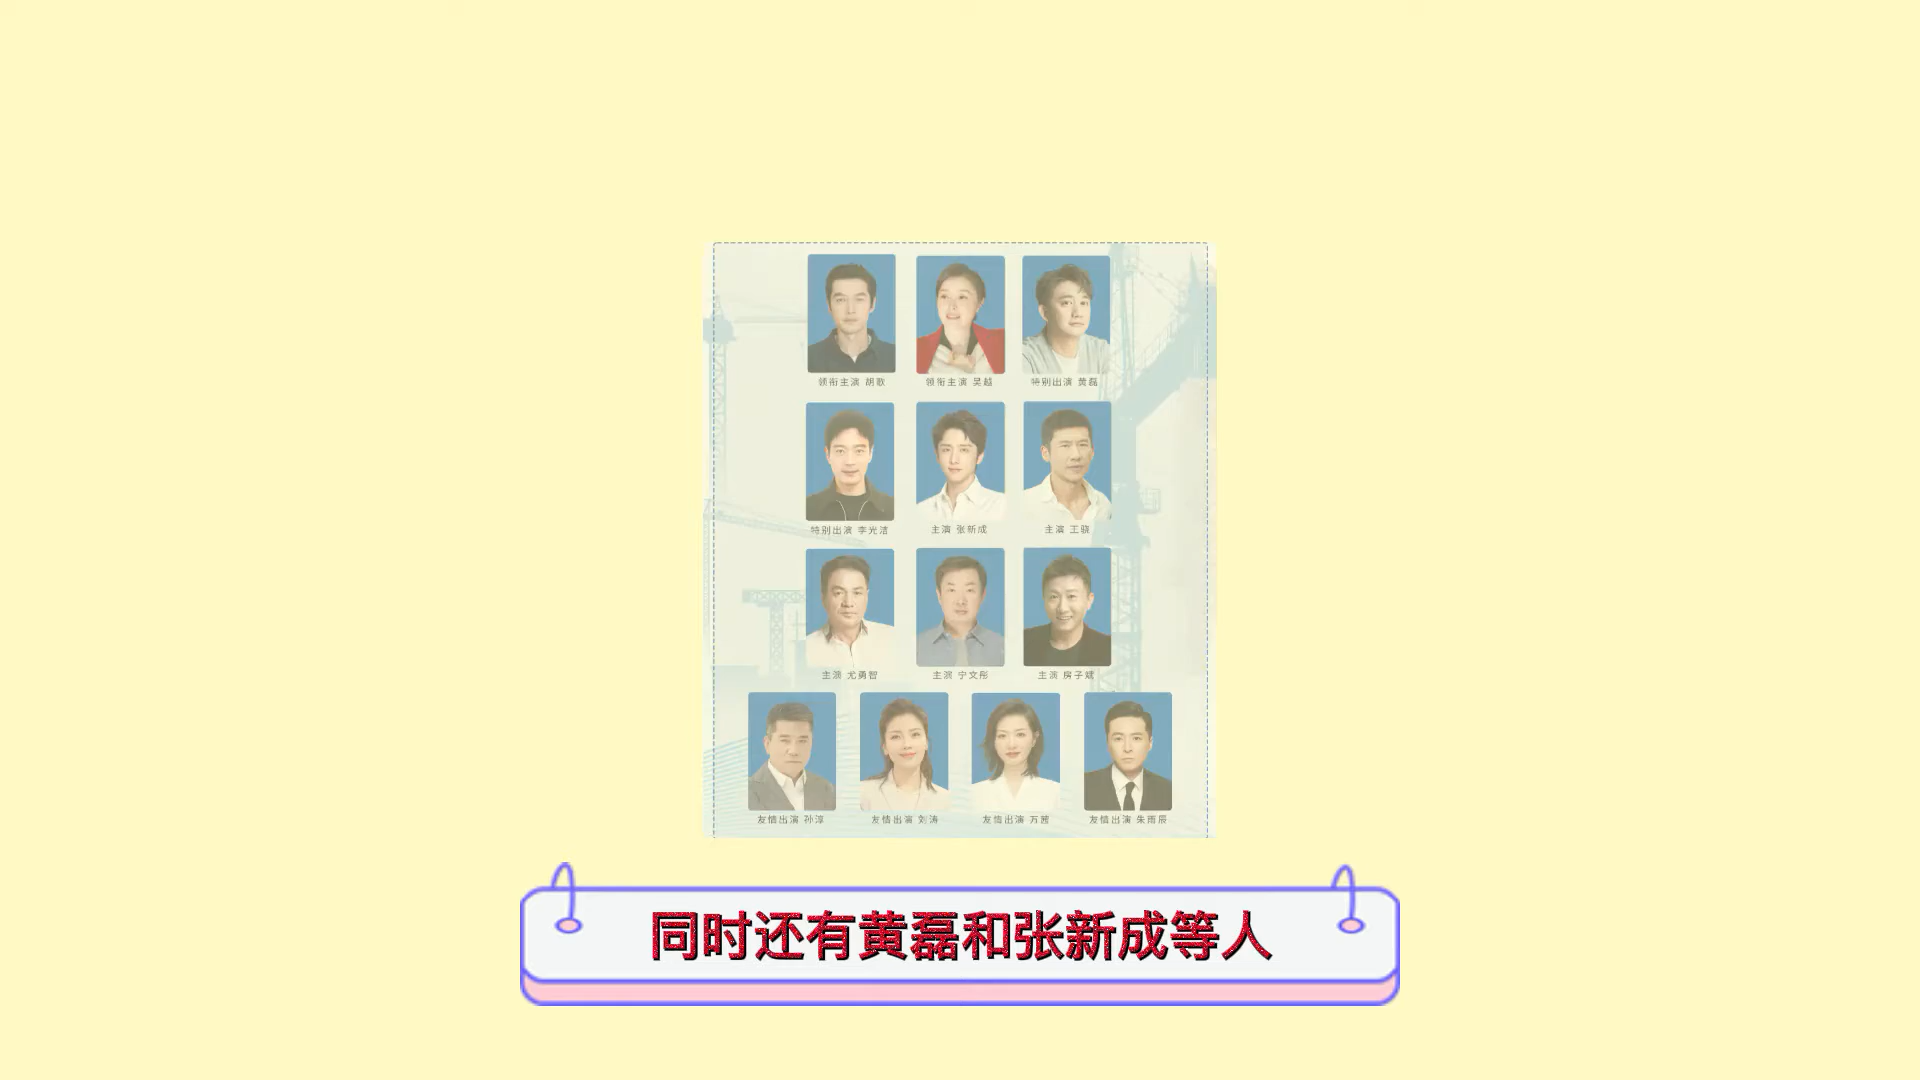 领衔主演 胡歌
领衔主演 吴越
特别出演 黄磊
特别出演 李光洁
主演 张新成
主演 王骁
主演 尤勇智
主演 宁文彤
主演 房子斌
友情出演 孙淳
友情出演 刘涛
友情出演 万茜
友情出演 朱雨辰
同时还有黄磊和张新成等人